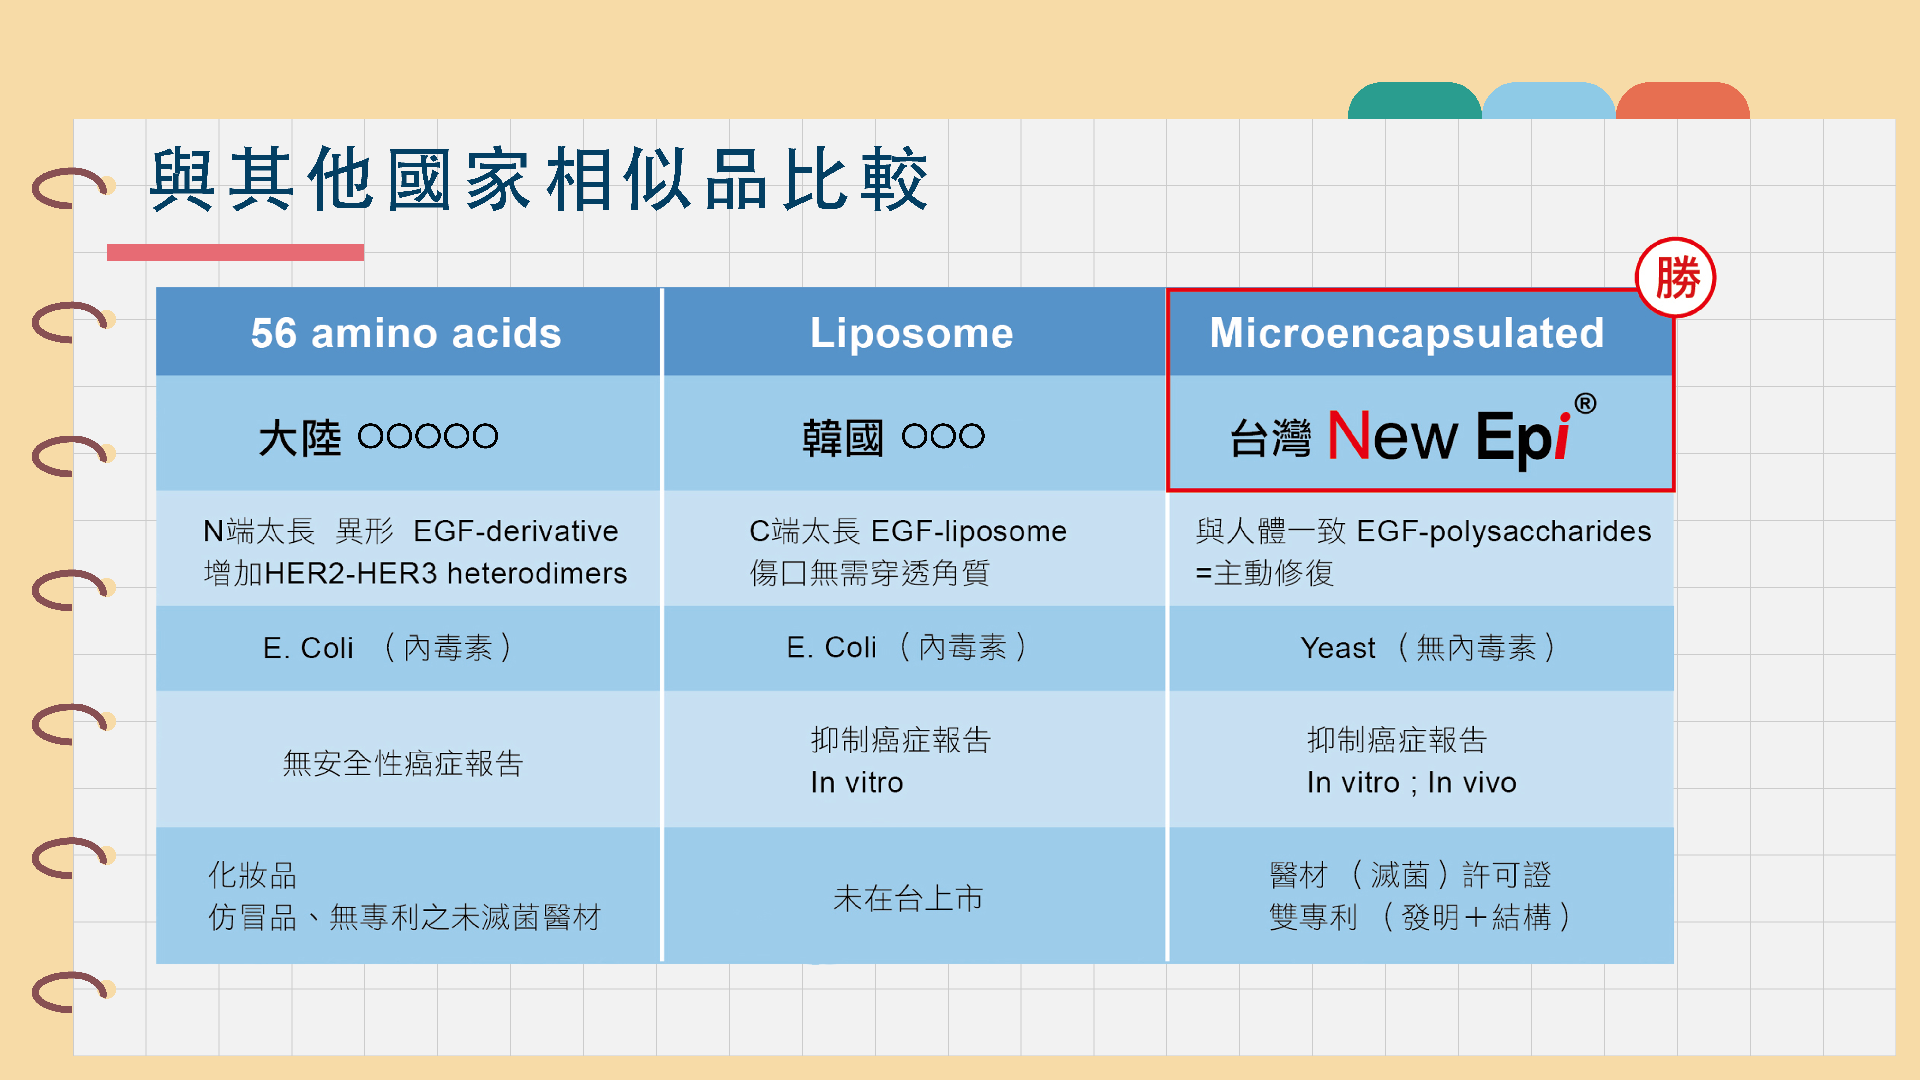 與其他國家相似品比較
勝
56 amino acids
Liposome
Microencapsulated
大陸 ○○○○○
韓國 ○○○
台灣 New Epi®
N端太長 異形 EGF-derivative
增加HER2-HER3 heterodimers
C端太長 EGF-liposome
傷口無需穿透角質
與人體一致 EGF-polysaccharides
=主動修復
E. Coli （內毒素）
E. Coli （內毒素）
Yeast （無內毒素）
無安全性癌症報告
抑制癌症報告
In vitro
抑制癌症報告
In vitro ; In vivo
化妝品
仿冒品、無專利之未滅菌醫材
未在台上市
醫材 （滅菌）許可證
雙專利 （發明＋結構）